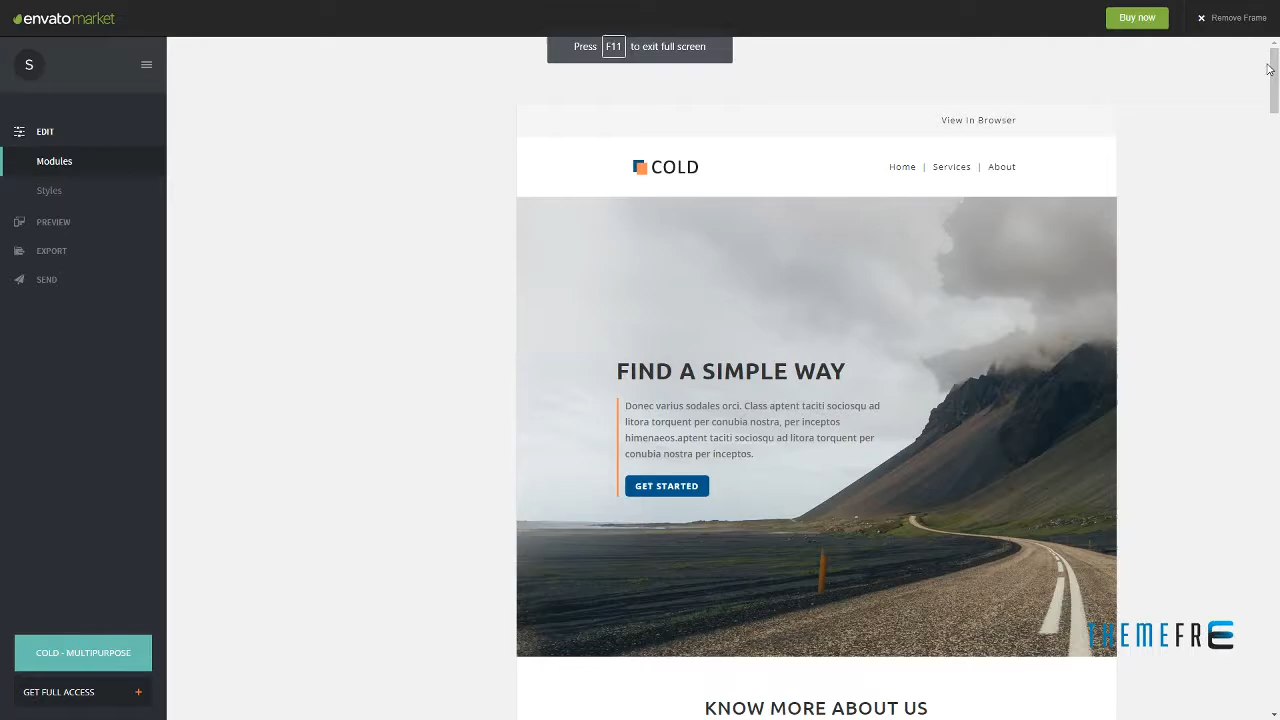 envatomarket
Buy now
× Remove Frame
Press F11 to exit full screen
S
EDIT
Modules
Styles
PREVIEW
EXPORT
SEND
COLD - MULTIPURPOSE
GET FULL ACCESS +
View In Browser
COLD
Home | Services | About
FIND A SIMPLE WAY
Donec varius sodales orci. Class aptent taciti sociosqu ad
litora torquent per conubia nostra, per inceptos
himenaeos.aptent taciti sociosqu ad litora torquent per
conubia nostra per inceptos.
GET STARTED
THEMEFRE
KNOW MORE ABOUT US